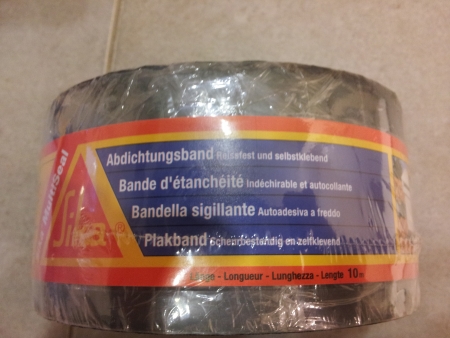 MultiSeal
Sika
Abdichtungsband Reissfest und selbstklebend
Bande d'étanchéité Indéchirable et autocollante
Bandella sigillante Autoadesiva a freddo
Plakband Scheurbestandig en zelfklevend
Länge - Longueur - Lunghezza - Lengte 10 m